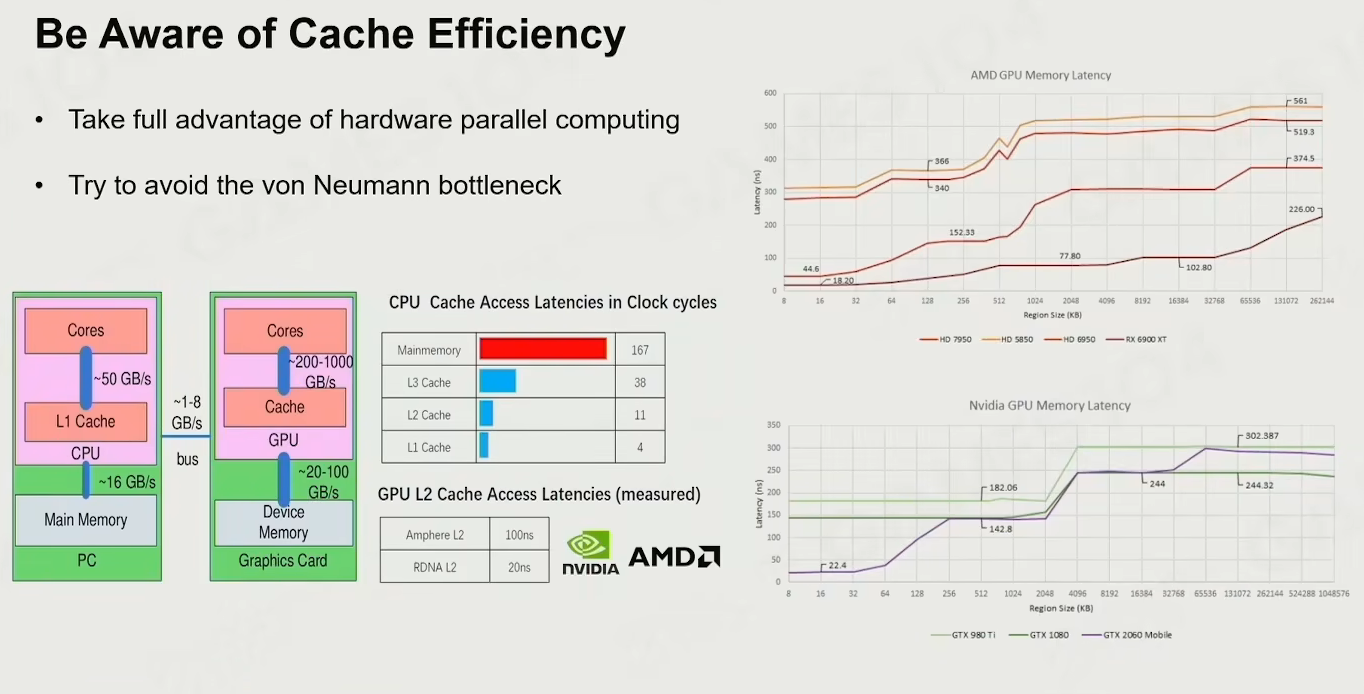 Be Aware of Cache Efficiency
• Take full advantage of hardware parallel computing
• Try to avoid the von Neumann bottleneck
Cores
~50 GB/s
L1 Cache
CPU
~16 GB/s
Main Memory
PC
~1-8
GB/s
bus
Cores
~200-1000
GB/s
Cache
GPU
~20-100
GB/s
Device
Memory
Graphics Card
CPU Cache Access Latencies in Clock cycles
Mainmemory 167
L3 Cache 38
L2 Cache 11
L1 Cache 4
GPU L2 Cache Access Latencies (measured)
Amphere L2 100ns
RDNA L2 20ns
NVIDIA
AMD
AMD GPU Memory Latency
Latency (ns)
600
500
400
300
200
100
0
561
519.3
374.5
366
340
226.00
152.33
77.80
102.80
44.6
18.20
8 16 32 64 128 256 512 1024 2048 4096 8192 16384 32768 65536 131072 262144
Region Size (KB)
HD 7950 HD 5850 HD 6950 RX 6900 XT
Nvidia GPU Memory Latency
Latency (ns)
350
300
250
200
150
100
50
0
302.387
182.06
244
244.32
142.8
22.4
8 16 32 64 128 256 512 1024 2048 4096 8192 16384 32768 65536 131072 262144 524288 1048576
Region Size (KB)
GTX 980 Ti GTX 1080 GTX 2060 Mobile